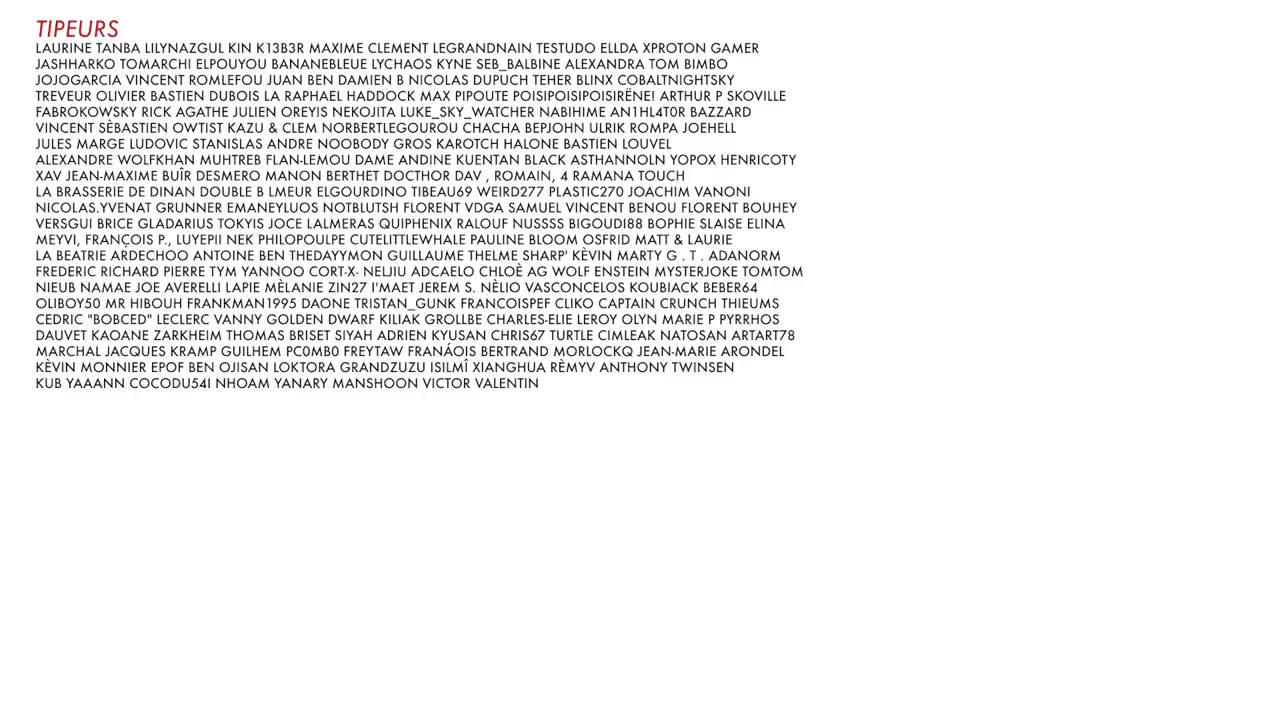 TIPEURS
LAURINE TANBA LILYNAZGUL KIN K13B3R MAXIME CLEMENT LEGRANDNAIN TESTUDO ELLDA XPROTON GAMER
JASHHARKO TOMARCHI ELPOUYOU BANANEBLEUE LYCHAOS KYNE SEB_BALBINE ALEXANDRA TOM BIMBO
JOJOGARCIA VINCENT ROMLEFOU JUAN BEN DAMIEN B NICOLAS DUPUCH TEHER BLINX COBALTNIGHTSKY
TREVEUR OLIVIER BASTIEN DUBOIS LA RAPHAEL HADDOCK MAX PIPOUTE POISIPOISIPOISIRËNE! ARTHUR P SKOVILLE
FABROKOWSKY RICK AGATHE JULIEN OREYIS NEKOJITA LUKE_SKY_WATCHER NABIHIME AN1HL4T0R BAZZARD
VINCENT SÈBASTIEN OWTIST KAZU & CLEM NORBERTLEGOUROU CHACHA BEPJOHN ULRIK ROMPA JOEHELL
JULES MARGE LUDOVIC STANISLAS ANDRE NOOBODY GROS KAROTCH HALONE BASTIEN LOUVEL
ALEXANDRE WOLFKHAN MUHTREB FLAN-LEMOU DAME ANDINE KUENTAN BLACK ASTHANNOLN YOPOX HENRICOTY
XAV JEAN-MAXIME BUÎR DESMERO MANON BERTHET DOCTHOR DAV , ROMAIN, 4 RAMANA TOUCH
LA BRASSERIE DE DINAN DOUBLE B LMEUR ELGOURDINO TIBEAU69 WEIRD277 PLASTIC270 JOACHIM VANONI
NICOLAS.YVENAT GRUNNER EMANEYLUOS NOTBLUTSH FLORENT VDGA SAMUEL VINCENT BENOU FLORENT BOUHEY
VERSGUI BRICE GLADARIUS TOKYIS JOCE LALMERAS QUIPHENIX RALOUF NUSSSS BIGOUDI88 BOPHIE SLAISE ELINA
MEYVI, FRANÇOIS P., LUYEPII NEK PHILOPOULPE CUTELITTLEWHALE PAULINE BLOOM OSFRID MATT & LAURIE
LA BEATRIE ARDECHOO ANTOINE BEN THEDAYYMON GUILLAUME THELME SHARP' KÈVIN MARTY G . T . ADANORM
FREDERIC RICHARD PIERRE TYM YANNOO CORT-X- NELJIU ADCAELO CHLOÈ AG WOLF ENSTEIN MYSTERJOKE TOMTOM
NIEUB NAMAE JOE AVERELLI LAPIE MÈLANIE ZIN27 I'MAET JEREM S. NÈLIO VASCONCELOS KOUBIACK BEBER64
OLIBOY50 MR HIBOUH FRANKMAN1995 DAONE TRISTAN_GUNK FRANCOISPEF CLIKO CAPTAIN CRUNCH THIEUMS
CEDRIC "BOBCED" LECLERC VANNY GOLDEN DWARF KILIAK GROLLBE CHARLES-ELIE LEROY OLYN MARIE P PYRRHOS
DAUVET KAOANE ZARKHEIM THOMAS BRISET SIYAH ADRIEN KYUSAN CHRIS67 TURTLE CIMLEAK NATOSAN ARTART78
MARCHAL JACQUES KRAMP GUILHEM PC0MB0 FREYTAW FRANÁOIS BERTRAND MORLOCKQ JEAN-MARIE ARONDEL
KÈVIN MONNIER EPOF BEN OJISAN LOKTORA GRANDZUZU ISILMÎ XIANGHUA RÈMYV ANTHONY TWINSEN
KUB YAAANN COCODU54I NHOAM YANARY MANSHOON VICTOR VALENTIN